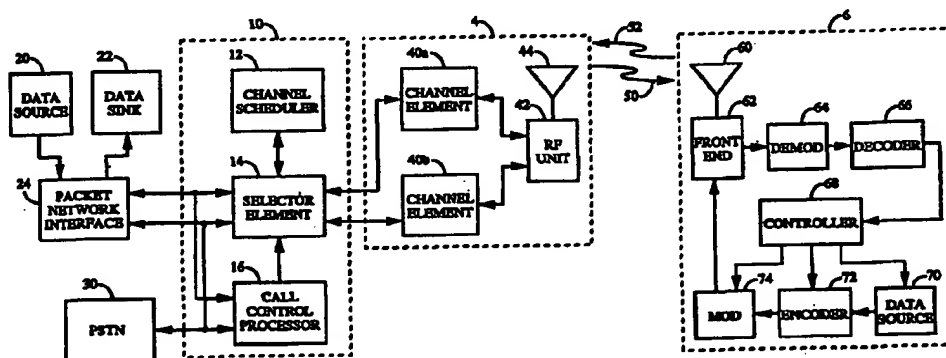 20
DATA
SOURCE
22
DATA
SINK
24
PACKET
NETWORK
INTERFACE
30
PSTN
10
12
CHANNEL
SCHEDULER
14
SELECTOR
ELEMENT
16
CALL
CONTROL
PROCESSOR
4
40a
CHANNEL
ELEMENT
40b
CHANNEL
ELEMENT
44
42
RF
UNIT
52
50
6
60
62
FRONT
END
64
DEMOD
66
DECODER
68
CONTROLLER
74
MOD
72
ENCODER
70
DATA
SOURCE